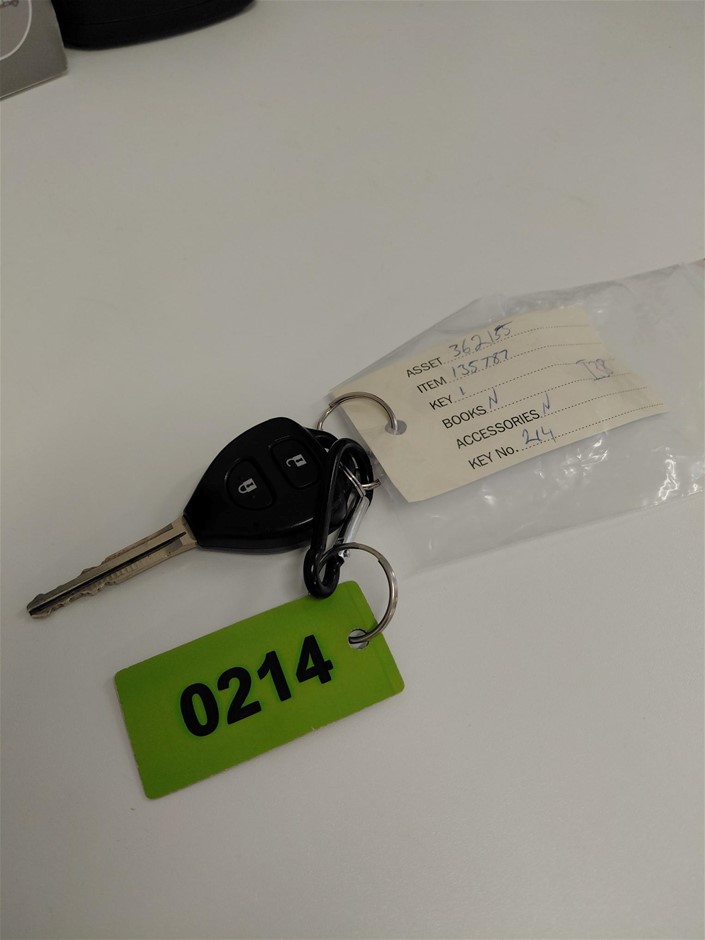 ASSET 362155
ITEM 135787
KEY 1
BOOKS N
ACCESSORIES N
KEY No. 214
0214